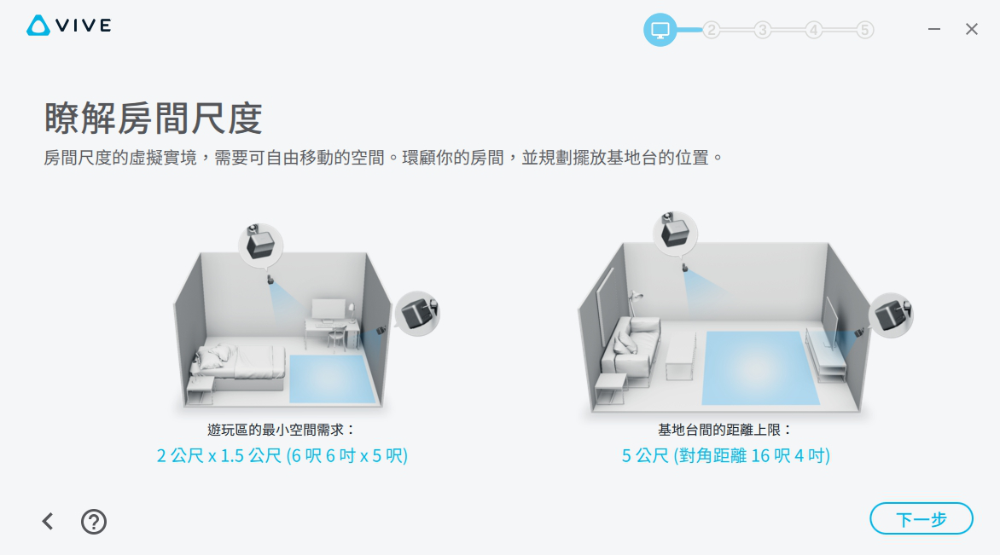 VIVE
2 3 4 5
瞭解房間尺度
房間尺度的虛擬實境，需要可自由移動的空間。環顧你的房間，並規劃擺放基地台的位置。
遊玩區的最小空間需求：
2 公尺 x 1.5 公尺 (6 呎 6 吋 x 5 呎)
基地台間的距離上限：
5 公尺 (對角距離 16 呎 4 吋)
?
下一步